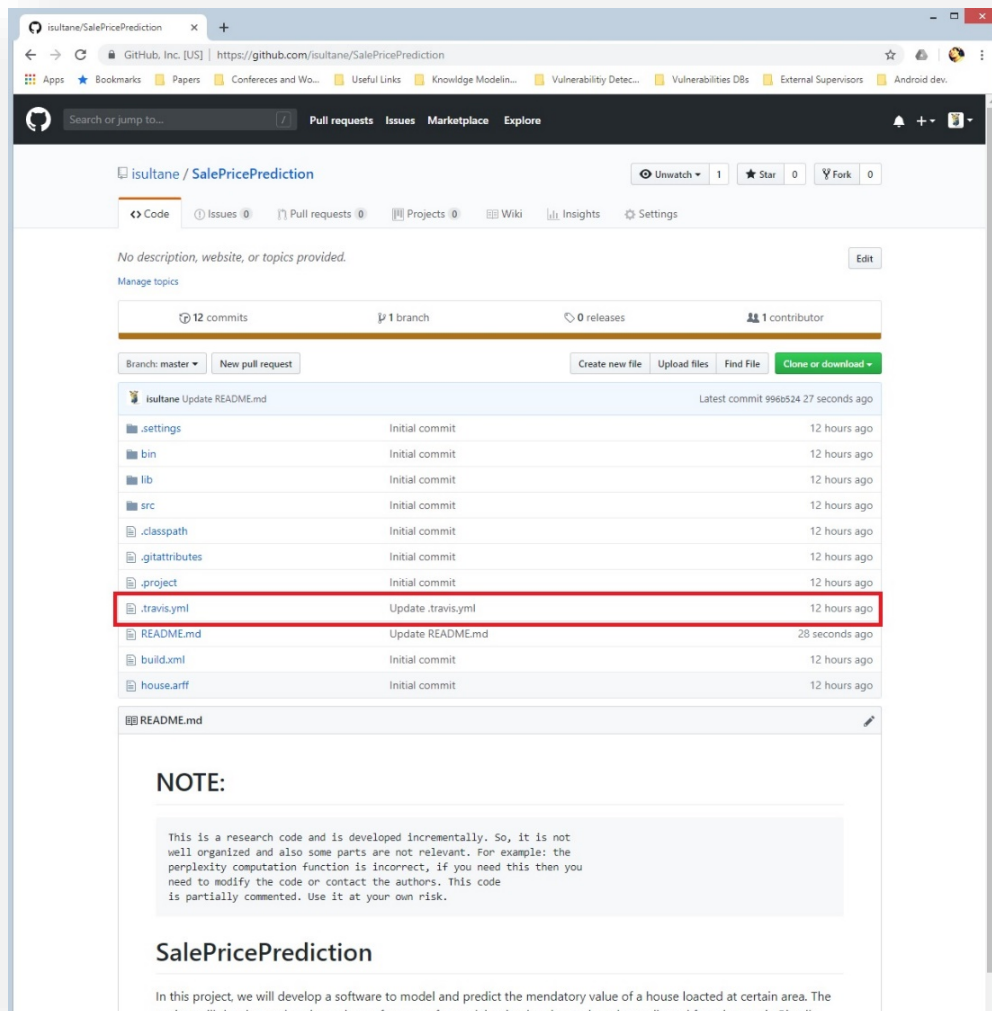 isultane/SalePricePrediction
GitHub, Inc. [US] | https://github.com/isultane/SalePricePrediction
Apps Bookmarks Papers Confereces and Wo... Useful Links Knowldge Modelin... Vulnerabilitiy Detec... Vulnerabilities DBs External Supervisors Android dev.
Search or jump to... / Pull requests Issues Marketplace Explore
isultane / SalePricePrediction Unwatch 1 Star 0 Fork 0
Code Issues 0 Pull requests 0 Projects 0 Wiki Insights Settings
No description, website, or topics provided. Edit
Manage topics
12 commits 1 branch 0 releases 1 contributor
Branch: master New pull request Create new file Upload files Find File Clone or download
isultane Update README.md Latest commit 996b524 27 seconds ago
.settings Initial commit 12 hours ago
bin Initial commit 12 hours ago
lib Initial commit 12 hours ago
src Initial commit 12 hours ago
.classpath Initial commit 12 hours ago
.gitattributes Initial commit 12 hours ago
.project Initial commit 12 hours ago
.travis.yml Update .travis.yml 12 hours ago
README.md Update README.md 28 seconds ago
build.xml Initial commit 12 hours ago
house.arff Initial commit 12 hours ago
README.md
NOTE:
This is a research code and is developed incrementally. So, it is not
well organized and also some parts are not relevant. For example: the
perplexity computation function is incorrect, if you need this then you
need to modify the code or contact the authors. This code
is partially commented. Use it at your own risk.
SalePricePrediction
In this project, we will develop a software to model and predict the mendatory value of a house loacted at certain area. The